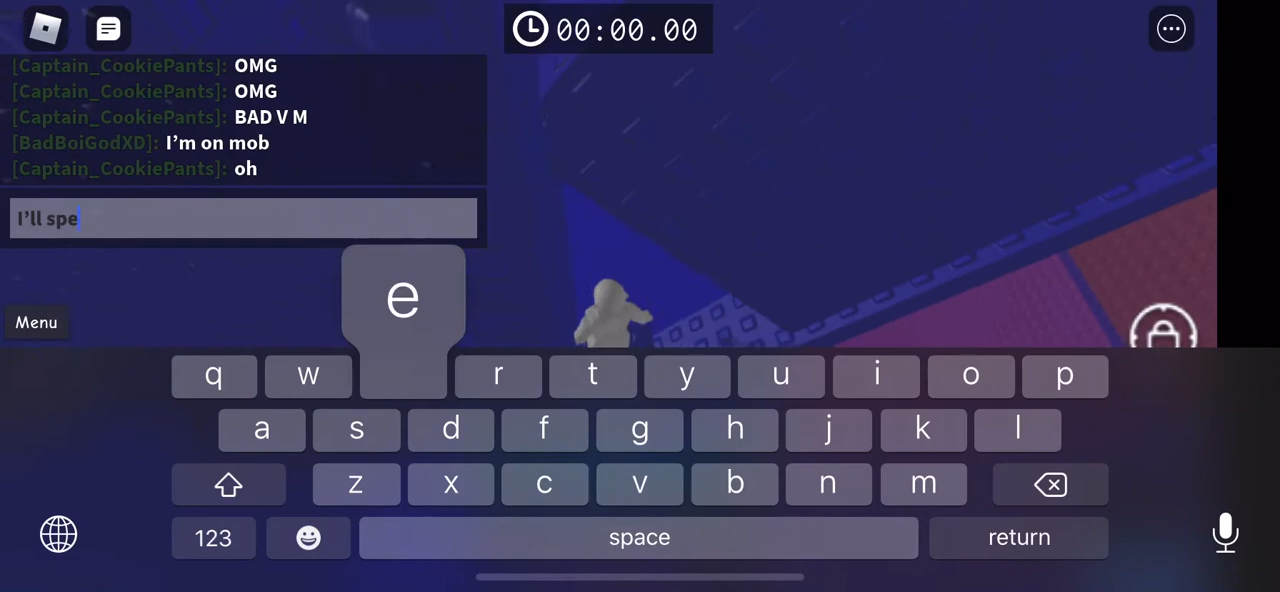 00:00.00
[Captain_CookiePants]: OMG
[Captain_CookiePants]: OMG
[Captain_CookiePants]: BAD V M
[BadBoiGodXD]: I’m on mob
[Captain_CookiePants]: oh
I’ll spe
Menu
e
q w r t y u i o p
a s d f g h j k l
z x c v b n m
123 space return